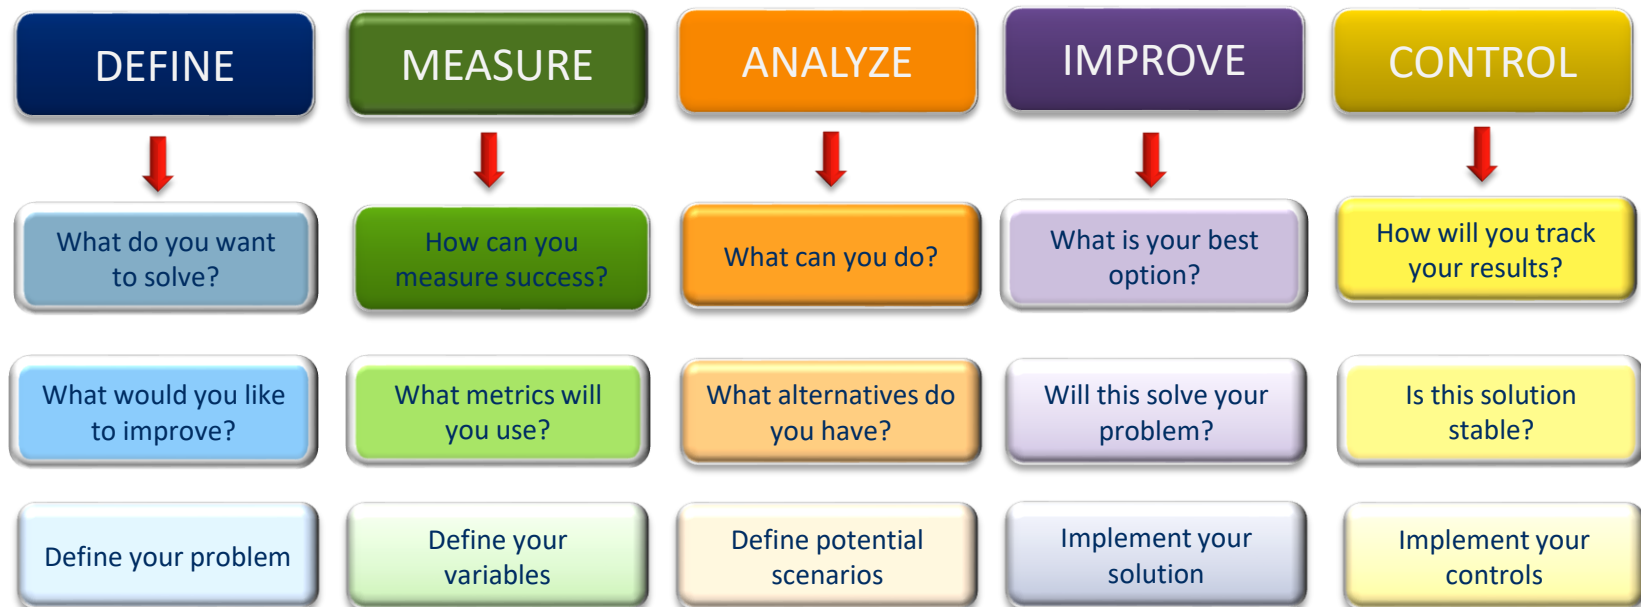 DEFINE
MEASURE
ANALYZE
IMPROVE
CONTROL
What do you want
to solve?
How can you
measure success?
What can you do?
What is your best
option?
How will you track
your results?
What would you like
to improve?
What metrics will
you use?
What alternatives do
you have?
Will this solve your
problem?
Is this solution
stable?
Define your problem
Define your
variables
Define potential
scenarios
Implement your
solution
Implement your
controls